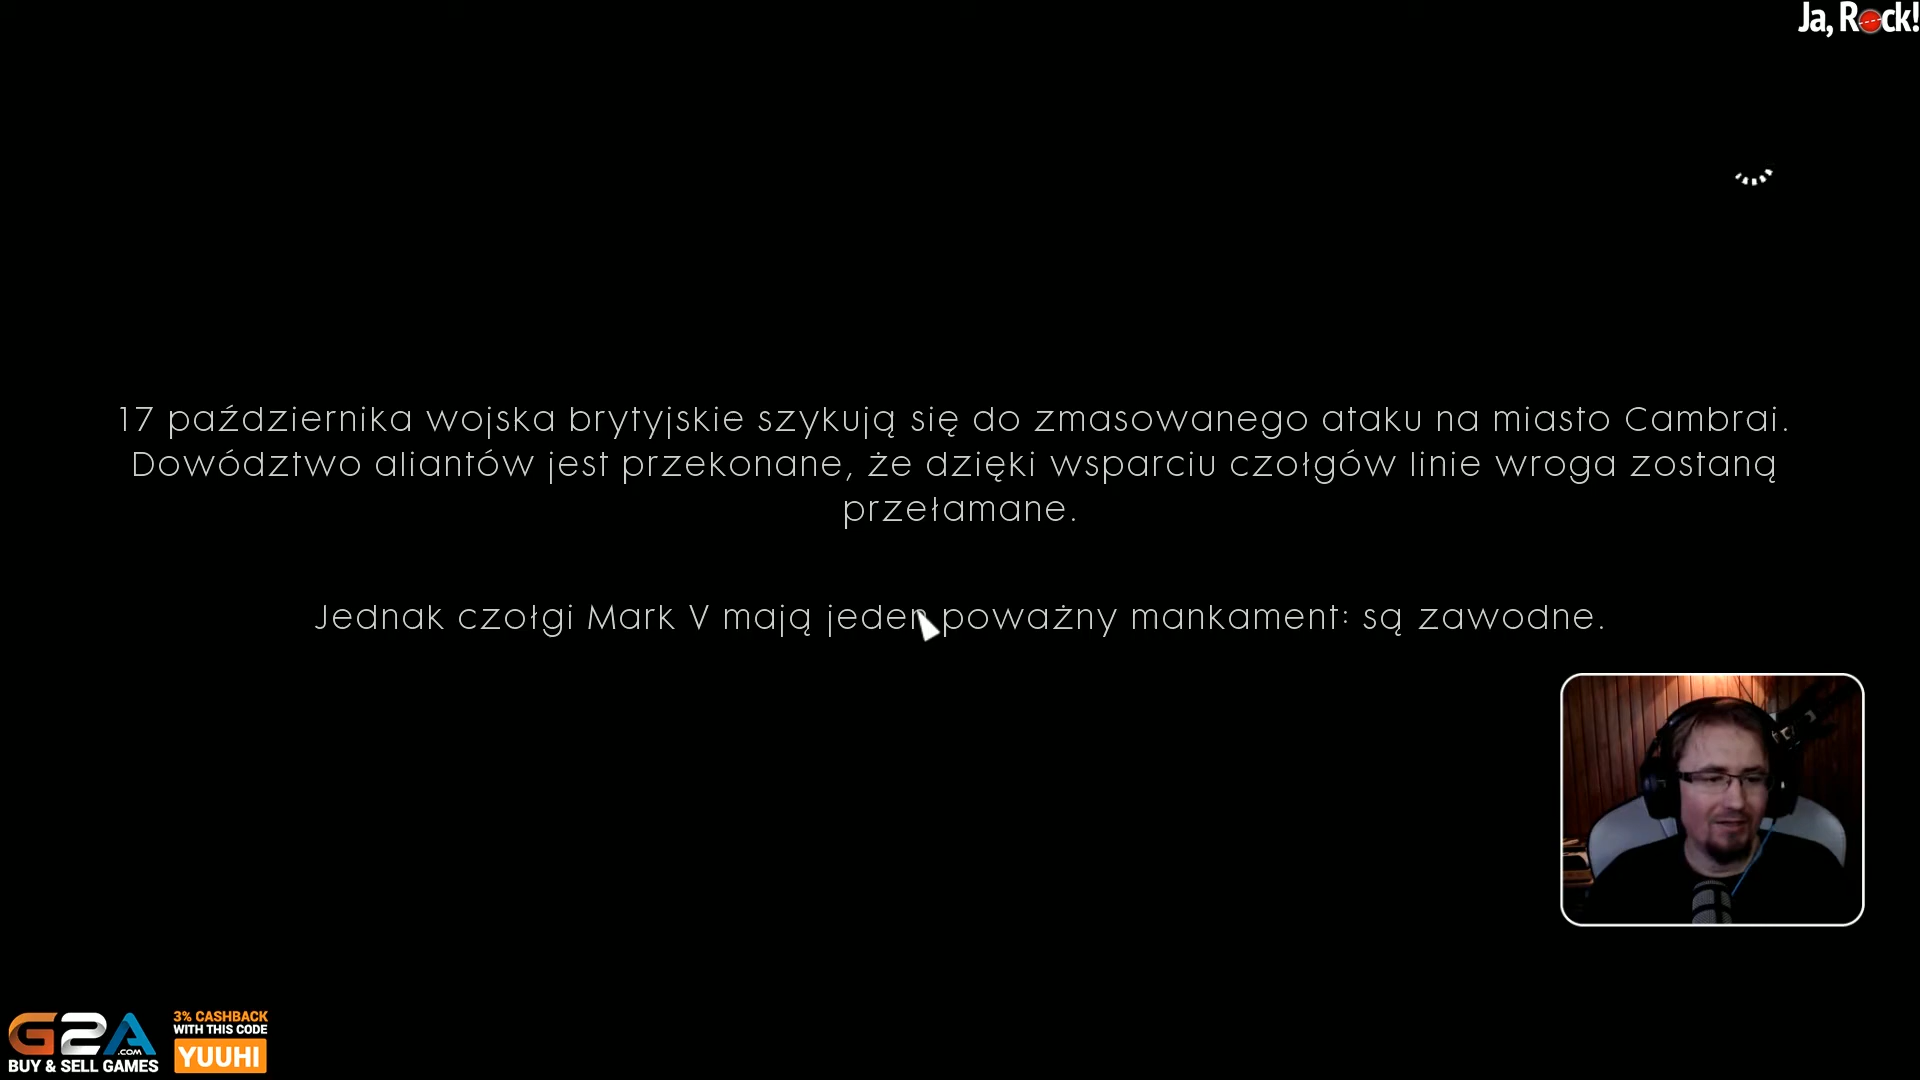 Ja, Rock!
17 października wojska brytyjskie szykują się do zmasowanego ataku na miasto Cambrai.
Dowództwo aliantów jest przekonane, że dzięki wsparciu czołgów linie wroga zostaną
przełamane.
Jednak czołgi Mark V mają jeden poważny mankament: są zawodne.
G2A
.COM
BUY & SELL GAMES
3% CASHBACK
WITH THIS CODE
YUUHI